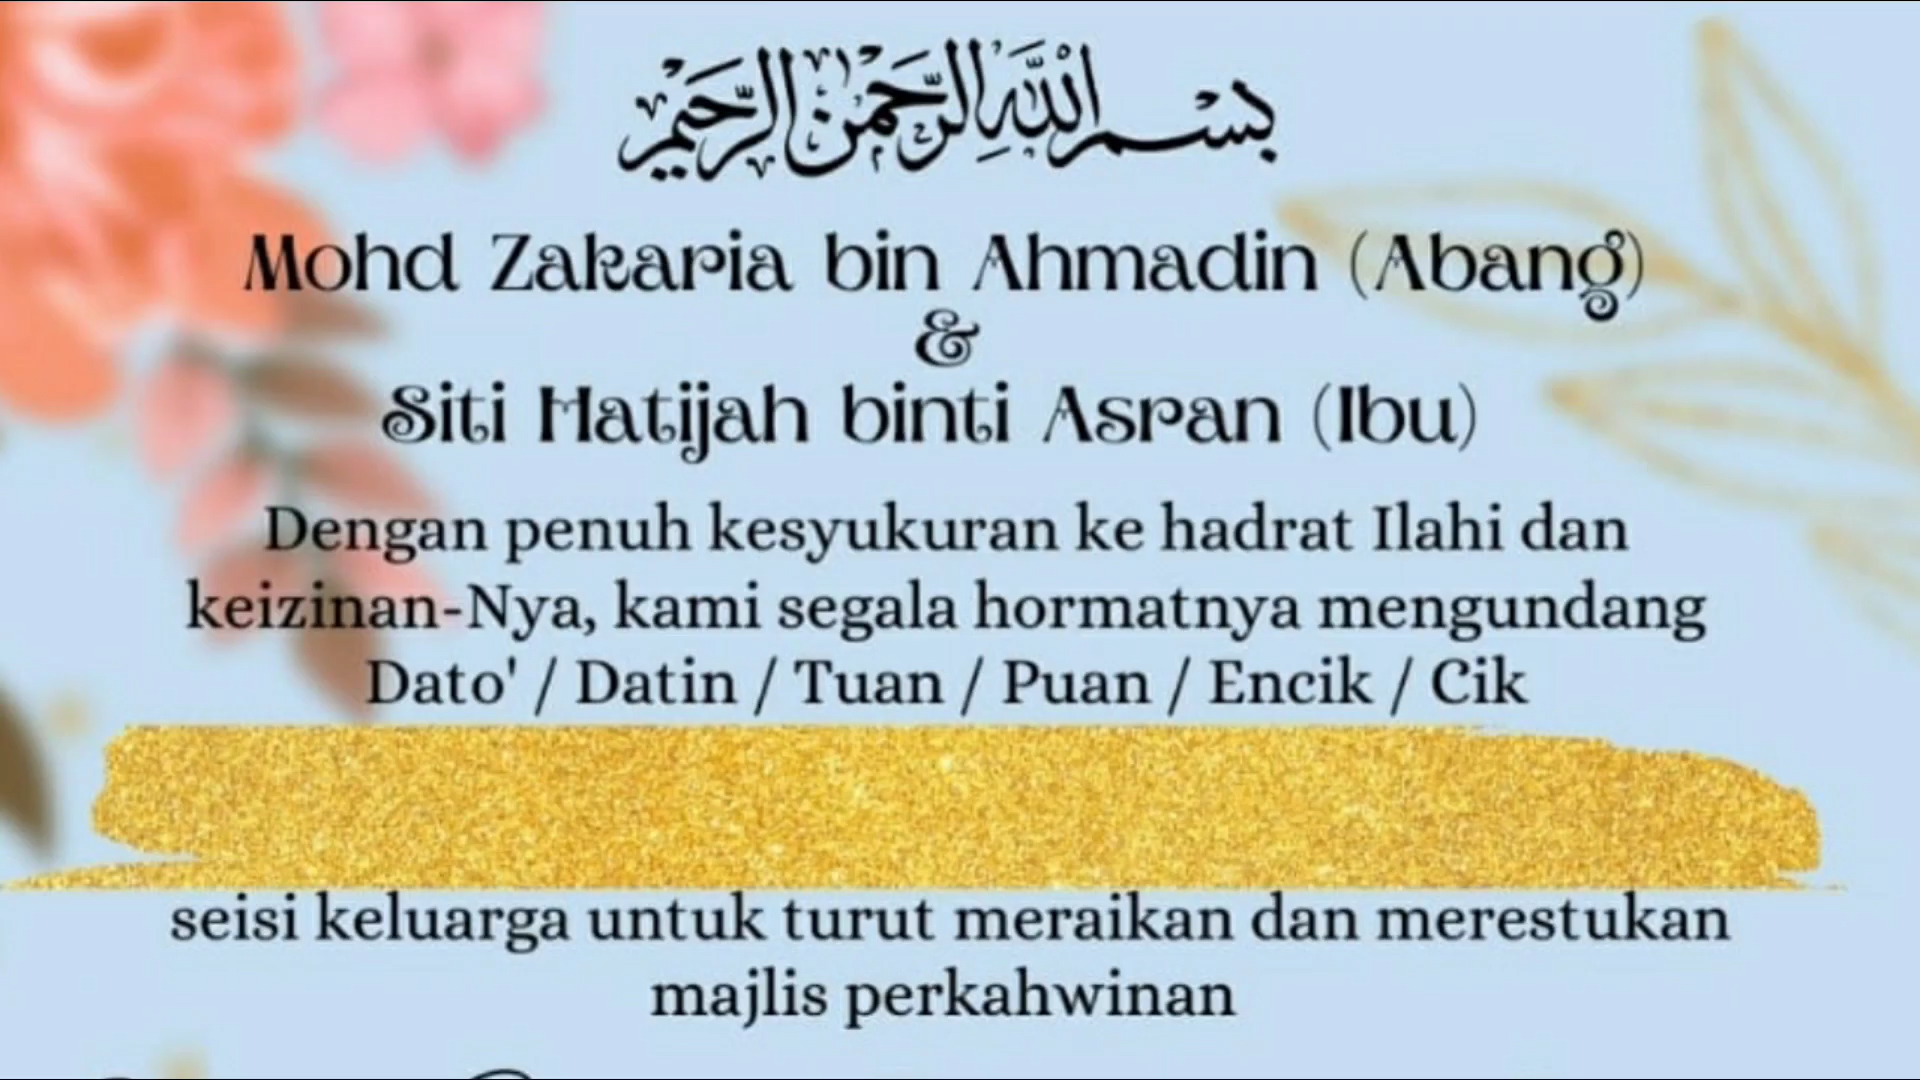 بسم الله الرحمن الرحيم
Mohd Zakaria bin Ahmadin (Abang)
&
Siti Hatijah binti Asran (Ibu)
Dengan penuh kesyukuran ke hadrat Ilahi dan
keizinan-Nya, kami segala hormatnya mengundang
Dato' / Datin / Tuan / Puan / Encik / Cik
seisi keluarga untuk turut meraikan dan merestukan
majlis perkahwinan